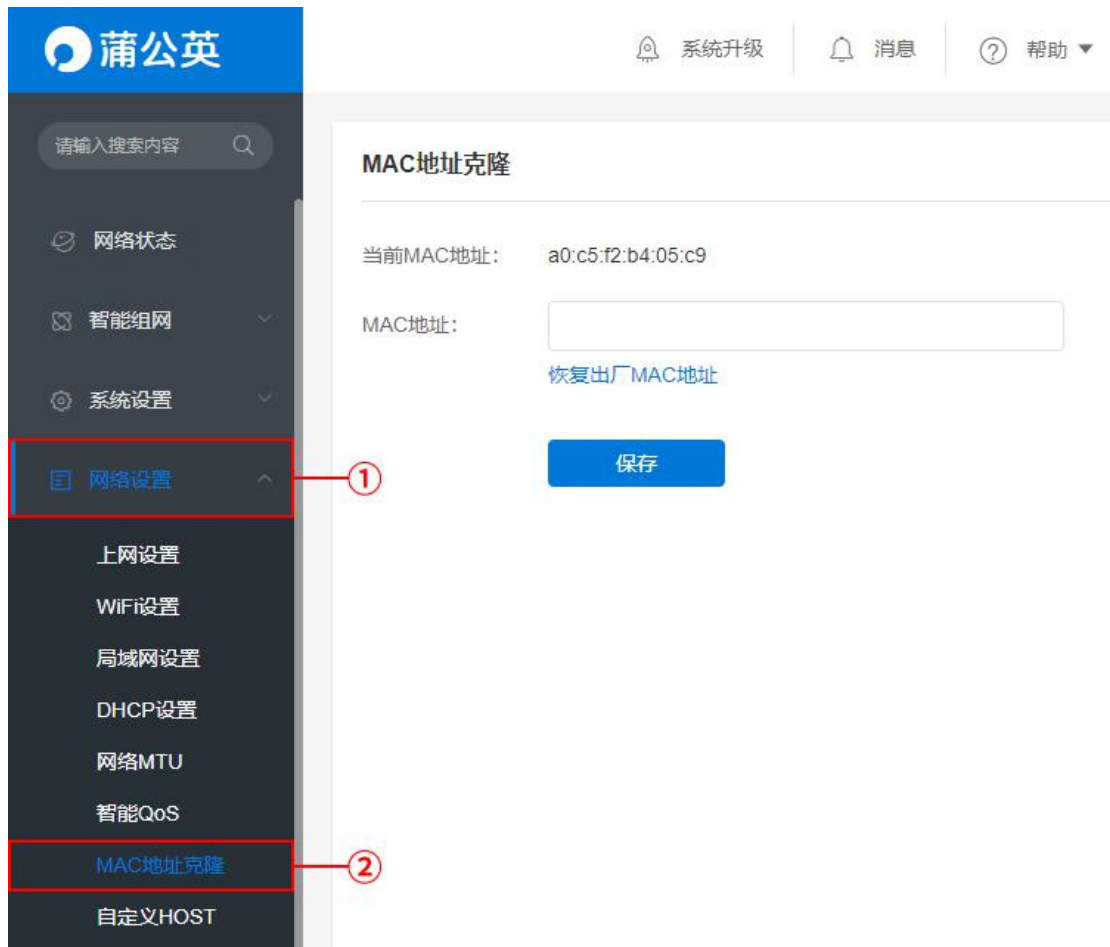 蒲公英
系统升级 消息 帮助
请输入搜索内容
MAC地址克隆
网络状态
当前MAC地址： a0:c5:f2:b4:05:c9
智能组网
MAC地址：
恢复出厂MAC地址
系统设置
保存
网络设置 ①
上网设置
WiFi设置
局域网设置
DHCP设置
网络MTU
智能QoS
MAC地址克隆 ②
自定义HOST